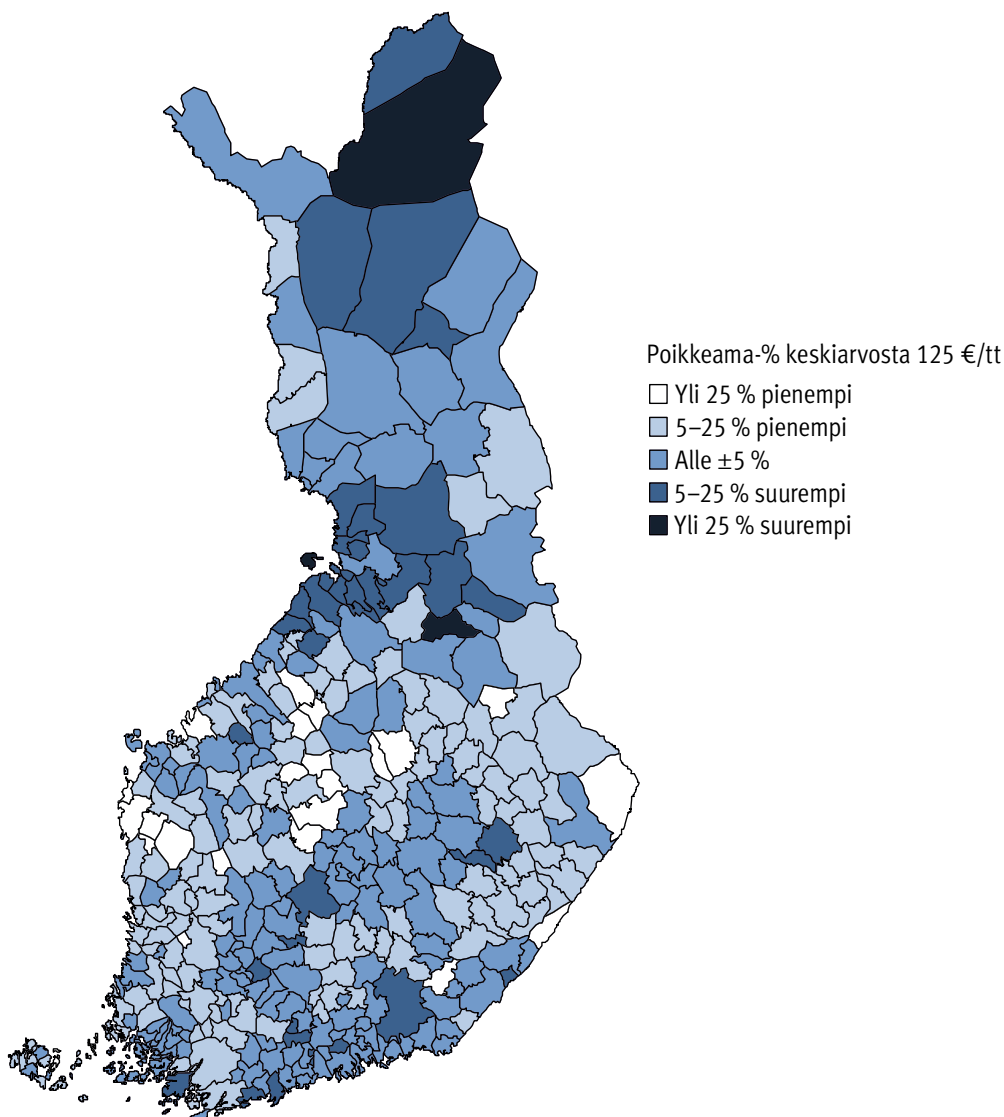 Poikkeama-% keskiarvosta 125 €/tt
Yli 25 % pienempi
5–25 % pienempi
Alle ±5 %
5–25 % suurempi
Yli 25 % suurempi